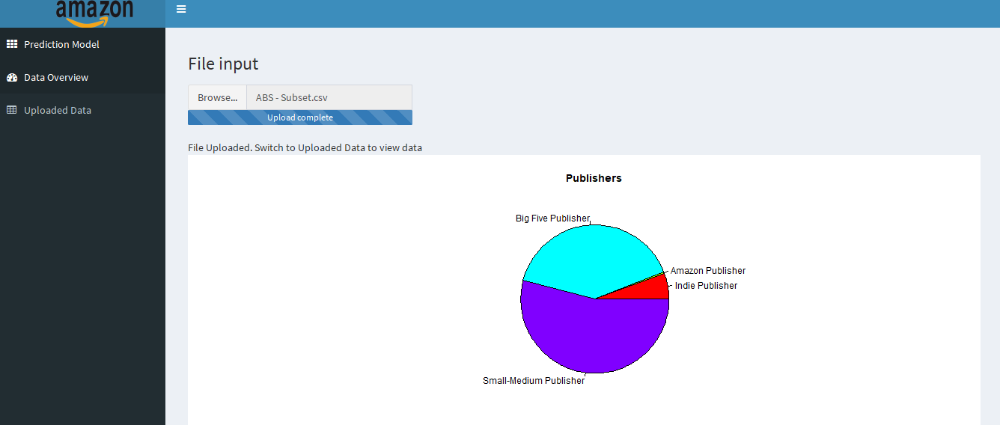 amazon
Prediction Model
Data Overview
Uploaded Data
File input
Browse... ABS - Subset.csv
Upload complete
File Uploaded. Switch to Uploaded Data to view data
Publishers
Big Five Publisher
Amazon Publisher
Indie Publisher
Small-Medium Publisher